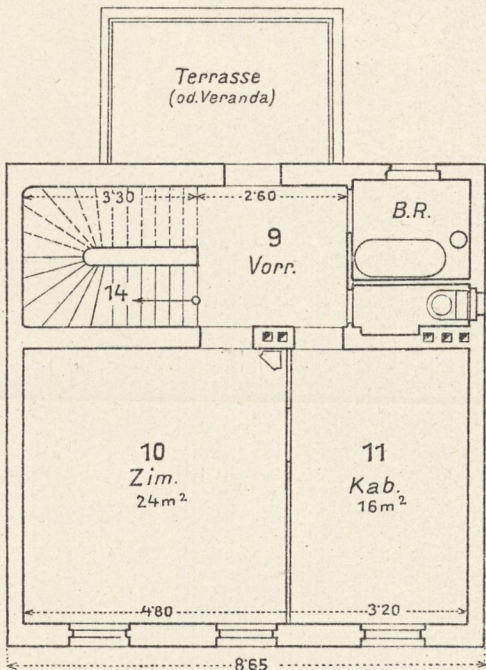 Terrasse
(od. Veranda)
3·30
2·60
B.R.
9
Vorr.
14
10
Zim.
24m²
11
Kab.
16m²
4·80
3·20
8·65